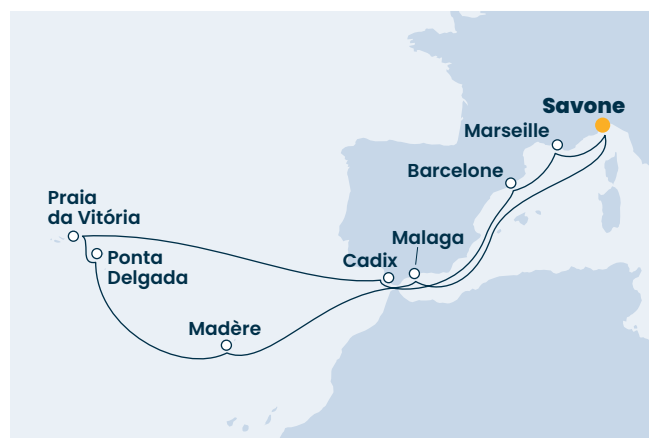 Savone
Marseille
Barcelone
Praia
da Vitória
Malaga
Ponta
Delgada
Cadix
Madère